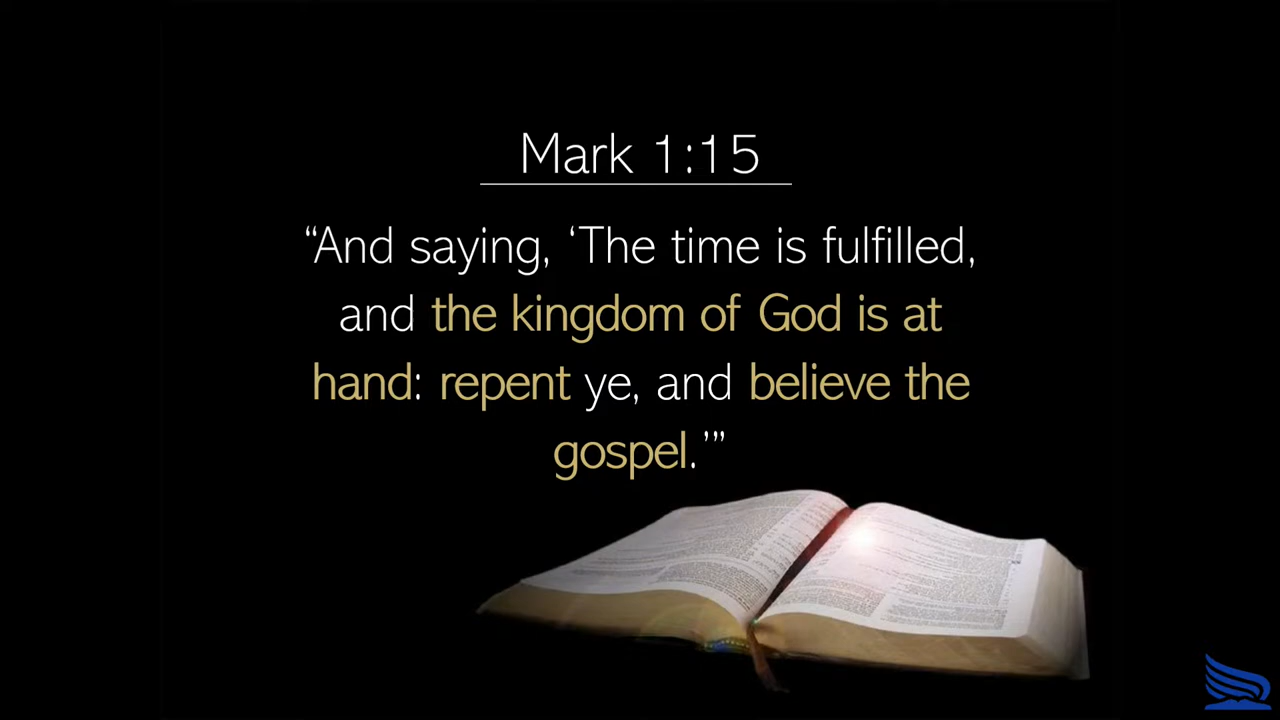 Mark 1:15
“And saying, ‘The time is fulfilled,
and the kingdom of God is at
hand: repent ye, and believe the
gospel.’”